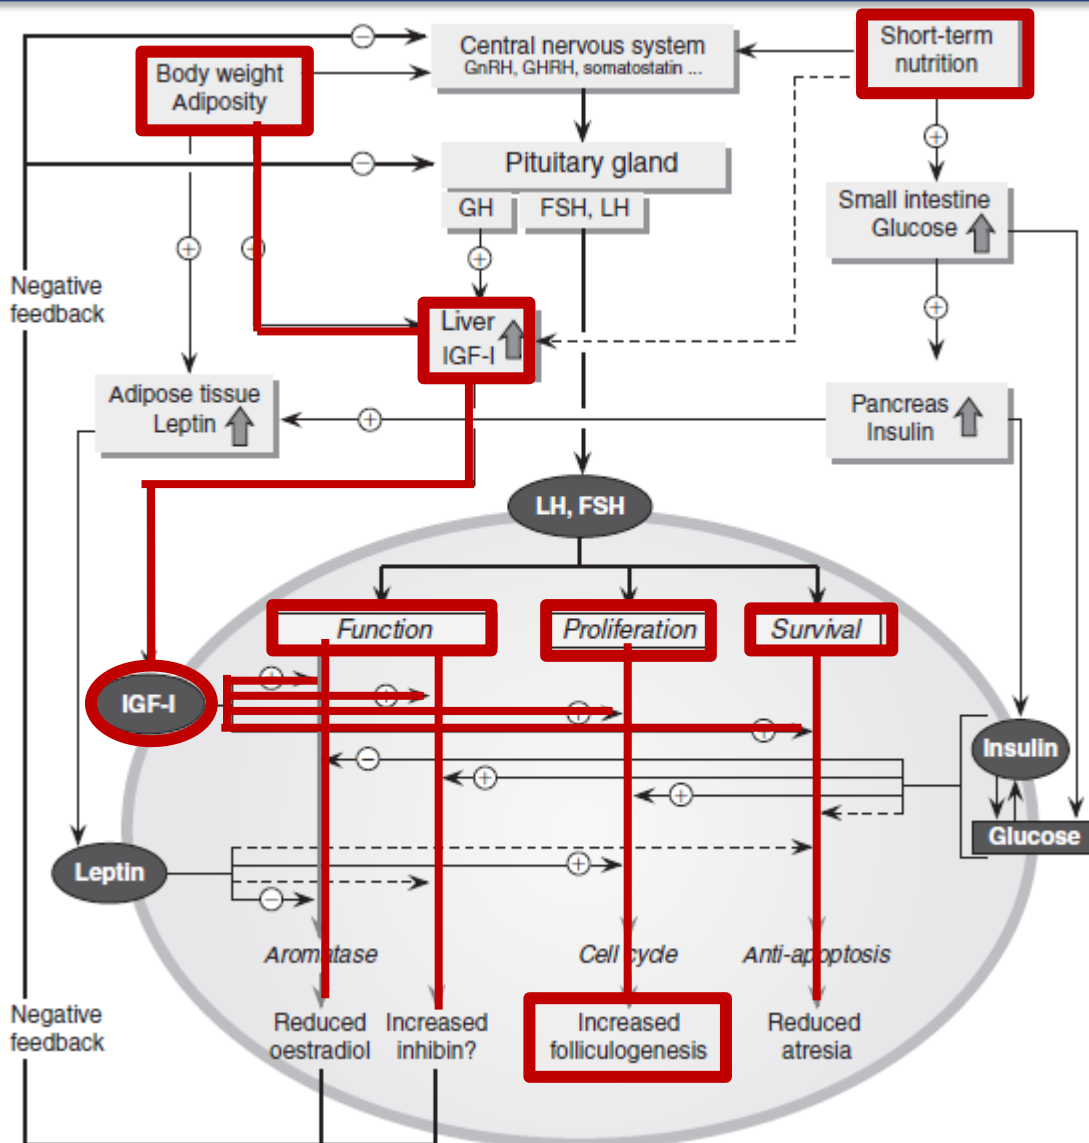 Central nervous system
GnRH, GHRH, somatostatin ...
Short-term
nutrition
Body weight
Adiposity
Pituitary gland
GH
FSH, LH
Small intestine
Glucose
Negative
feedback
Liver
IGF-I
Adipose tissue
Leptin
Pancreas
Insulin
LH, FSH
Function
Proliferation
Survival
IGF-I
Insulin
Glucose
Leptin
Aromatase
Cell cycle
Anti-apoptosis
Negative
feedback
Reduced
oestradiol
Increased
inhibin?
Increased
folliculogenesis
Reduced
atresia